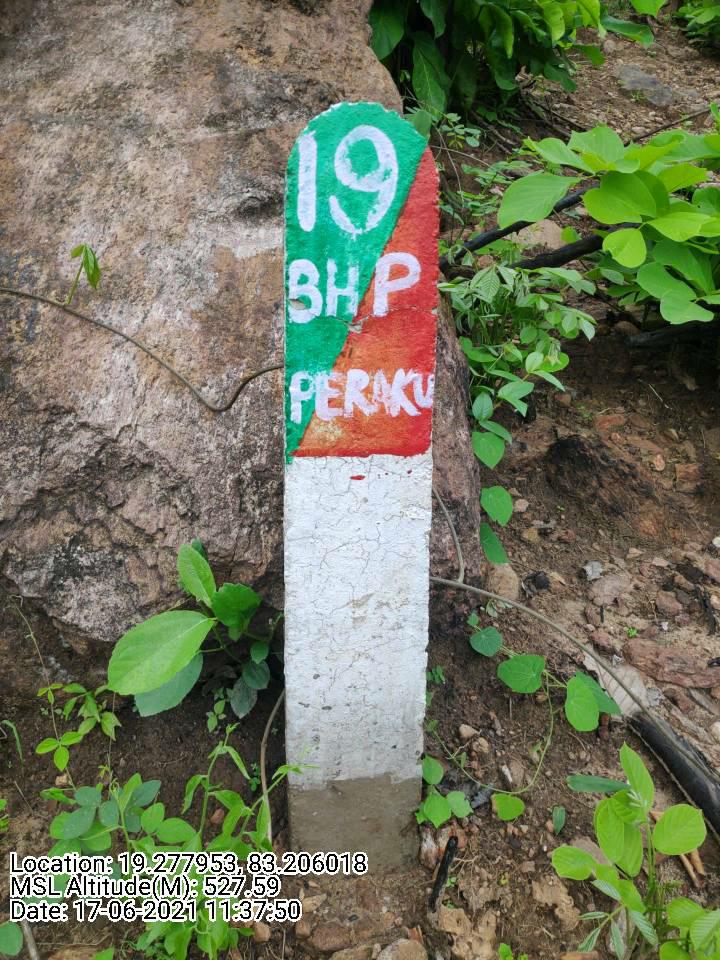 19
BHP
PERAKU
Location: 19.277953, 83.206018
MSL Altitude(M): 527.59
Date: 17-06-2021 11:37:50